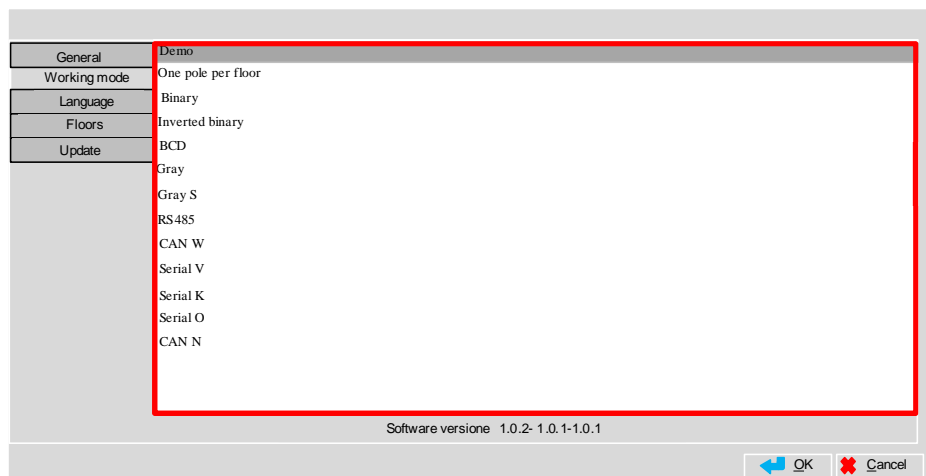 General
Working mode
Language
Floors
Update
Demo
One pole per floor
Binary
Inverted binary
BCD
Gray
Gray S
RS485
CAN W
Serial V
Serial K
Serial O
CAN N
Software versione 1.0.2- 1.0.1-1.0.1
OK
Cancel